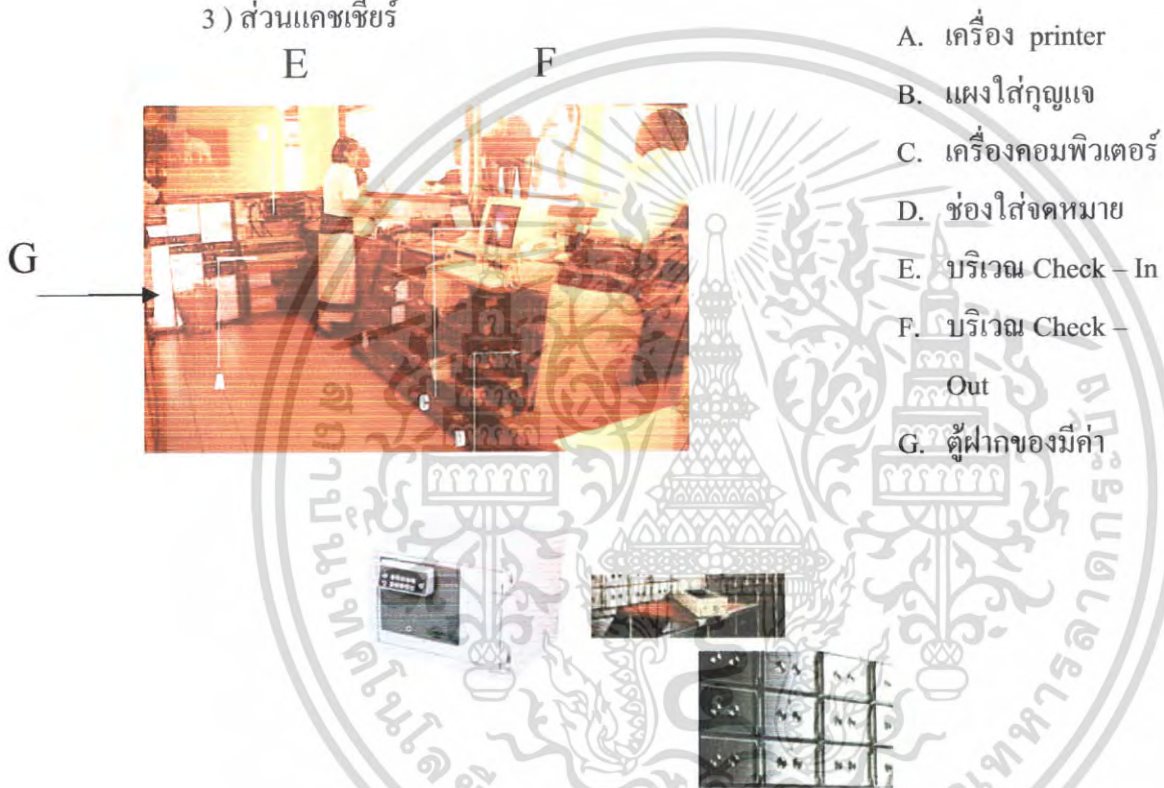 3 ) ส่วนแคชเชียร์
E
F
G
A
C
A. เครื่อง printer
B. แผงใส่กุญแจ
C. เครื่องคอมพิวเตอร์
D. ช่องใส่จดหมาย
E. บริเวณ Check – In
F. บริเวณ Check –
Out
G. ตู้ฝากของมีค่า